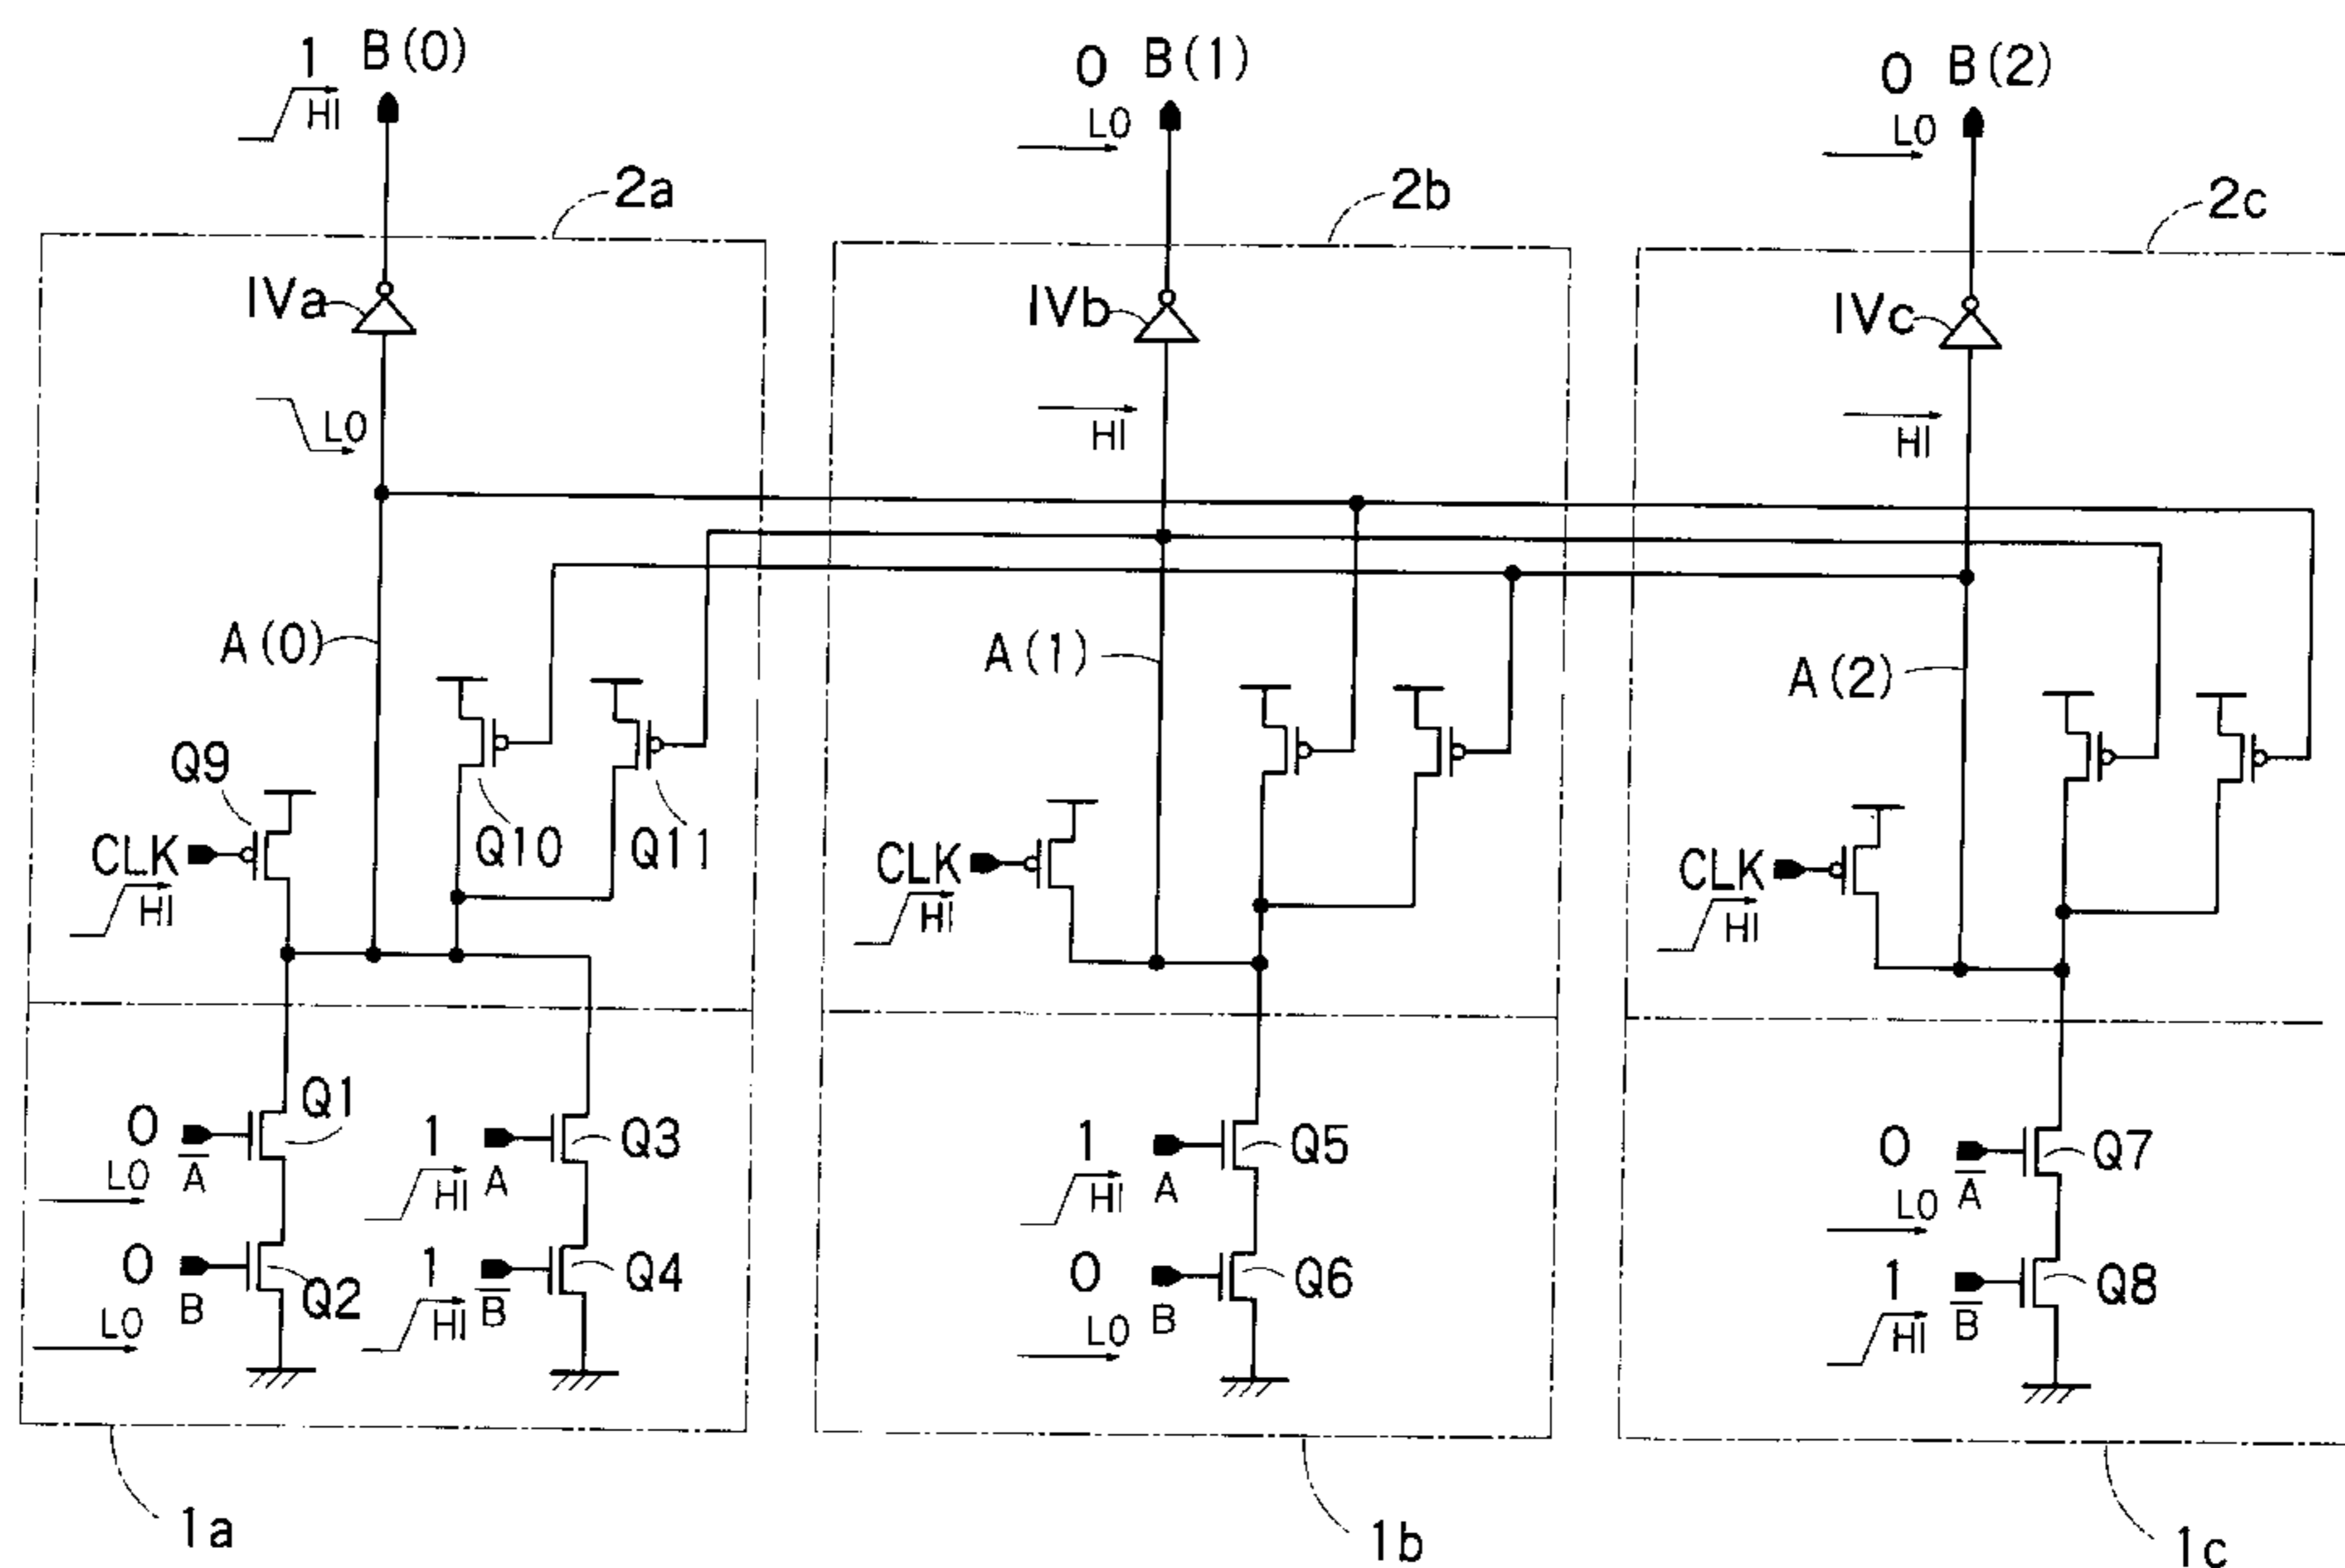 1 B(0)
HI
0 B(1)
LO
0 B(2)
LO
2a
2b
2c
IVa
IVb
IVc
LO
HI
HI
A(0)
A(1)
A(2)
Q9
CLK
HI
Q10
Q11
CLK
HI
CLK
HI
0
LO
A̅
Q1
1
HI
A
Q3
1
HI
A
Q5
0
LO
A̅
Q7
0
LO
B
Q2
1
HI
B̅
Q4
0
LO
B
Q6
1
HI
B̅
Q8
1a
1b
1c